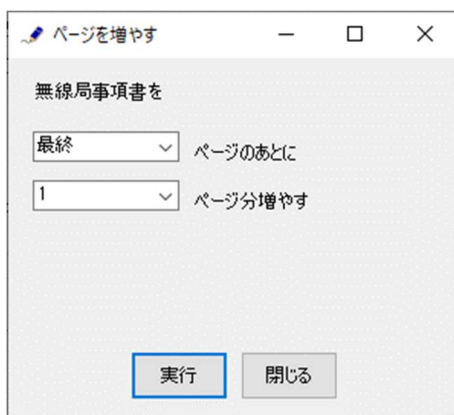 ページを増やす
無線局事項書を
最終 ページのあとに
1 ページ分増やす
実行 閉じる